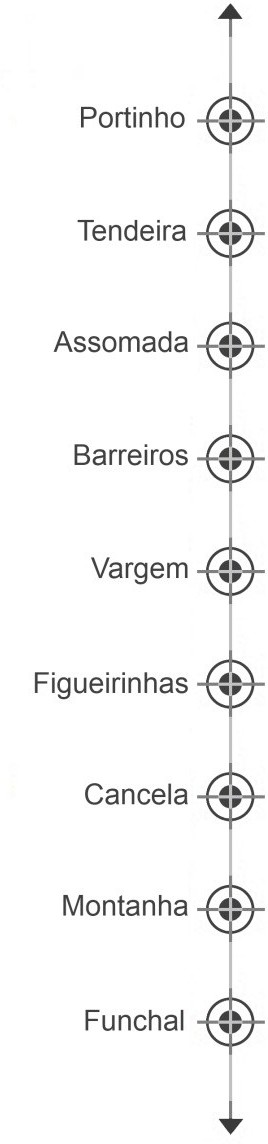 Portinho
Tendeira
Assomada
Barreiros
Vargem
Figueirinhas
Cancela
Montanha
Funchal